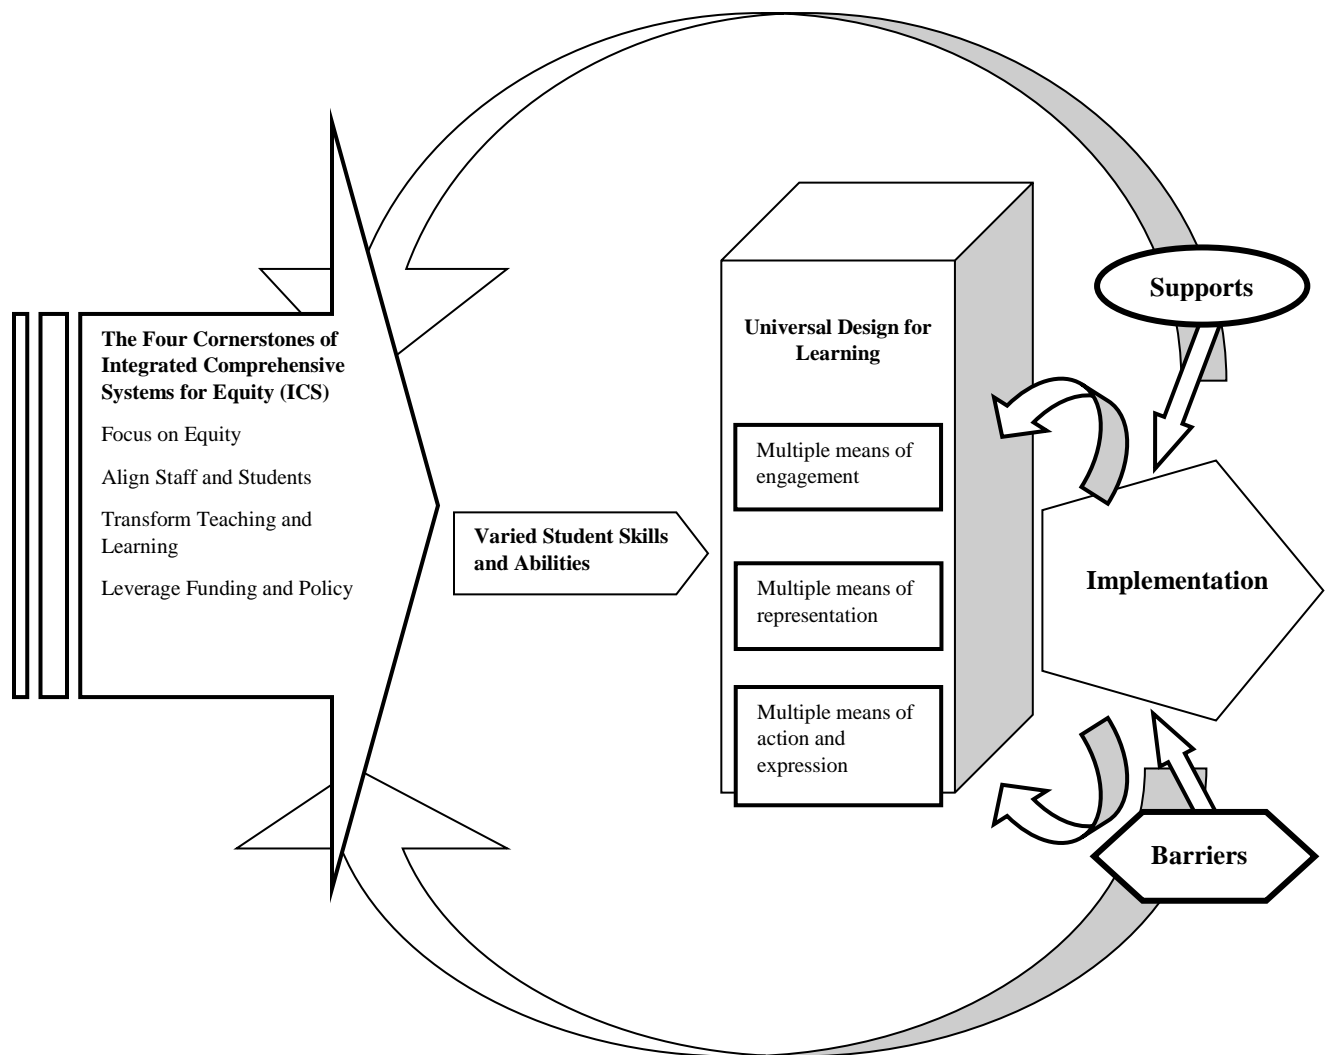 The Four Cornerstones of
Integrated Comprehensive
Systems for Equity (ICS)
Focus on Equity
Align Staff and Students
Transform Teaching and
Learning
Leverage Funding and Policy
Varied Student Skills
and Abilities
Universal Design for
Learning
Multiple means of
engagement
Multiple means of
representation
Multiple means of
action and
expression
Supports
Implementation
Barriers